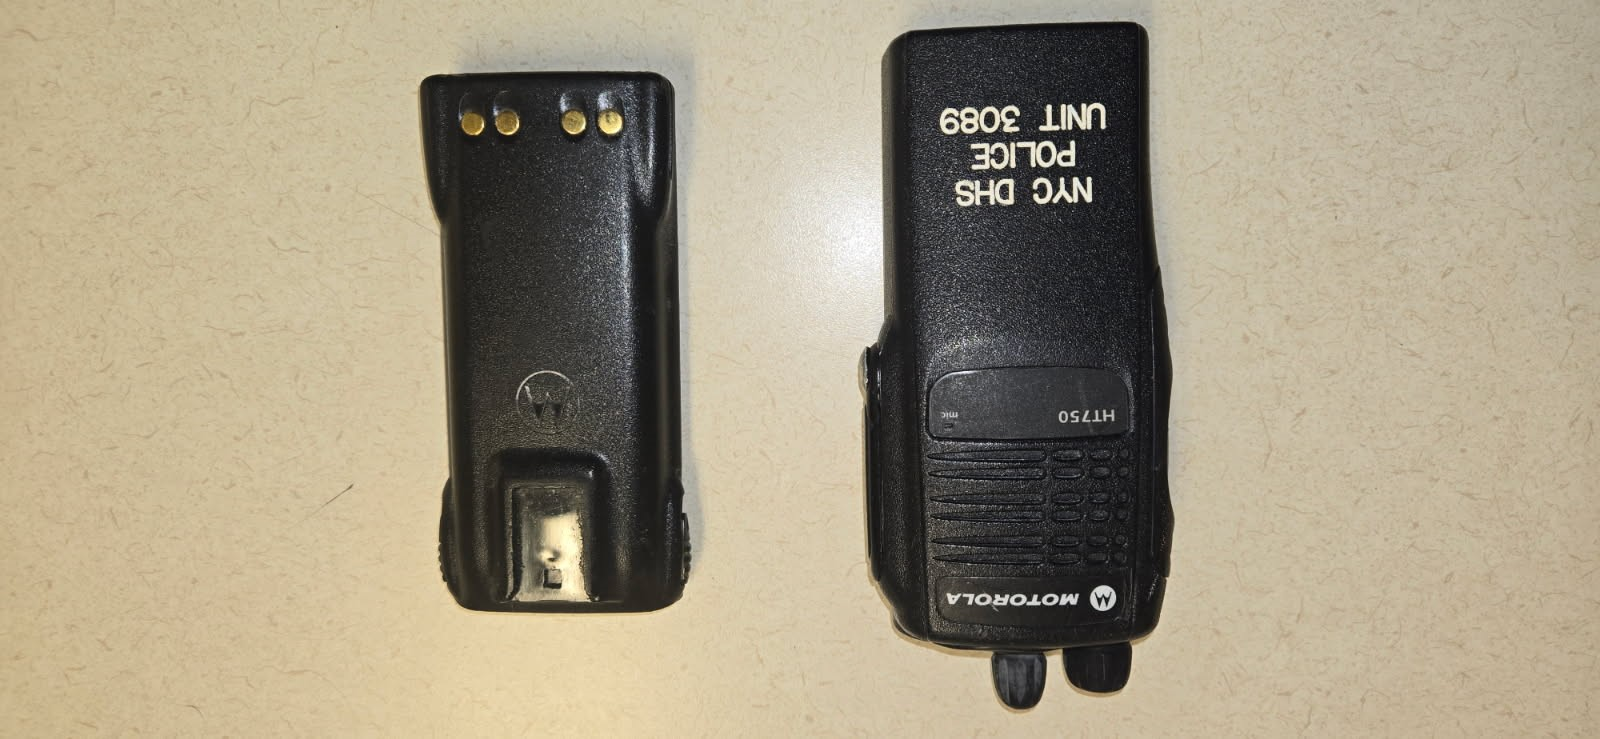 MOTOROLA
HT750
mic
NYC DHS
POLICE
UNIT 3089